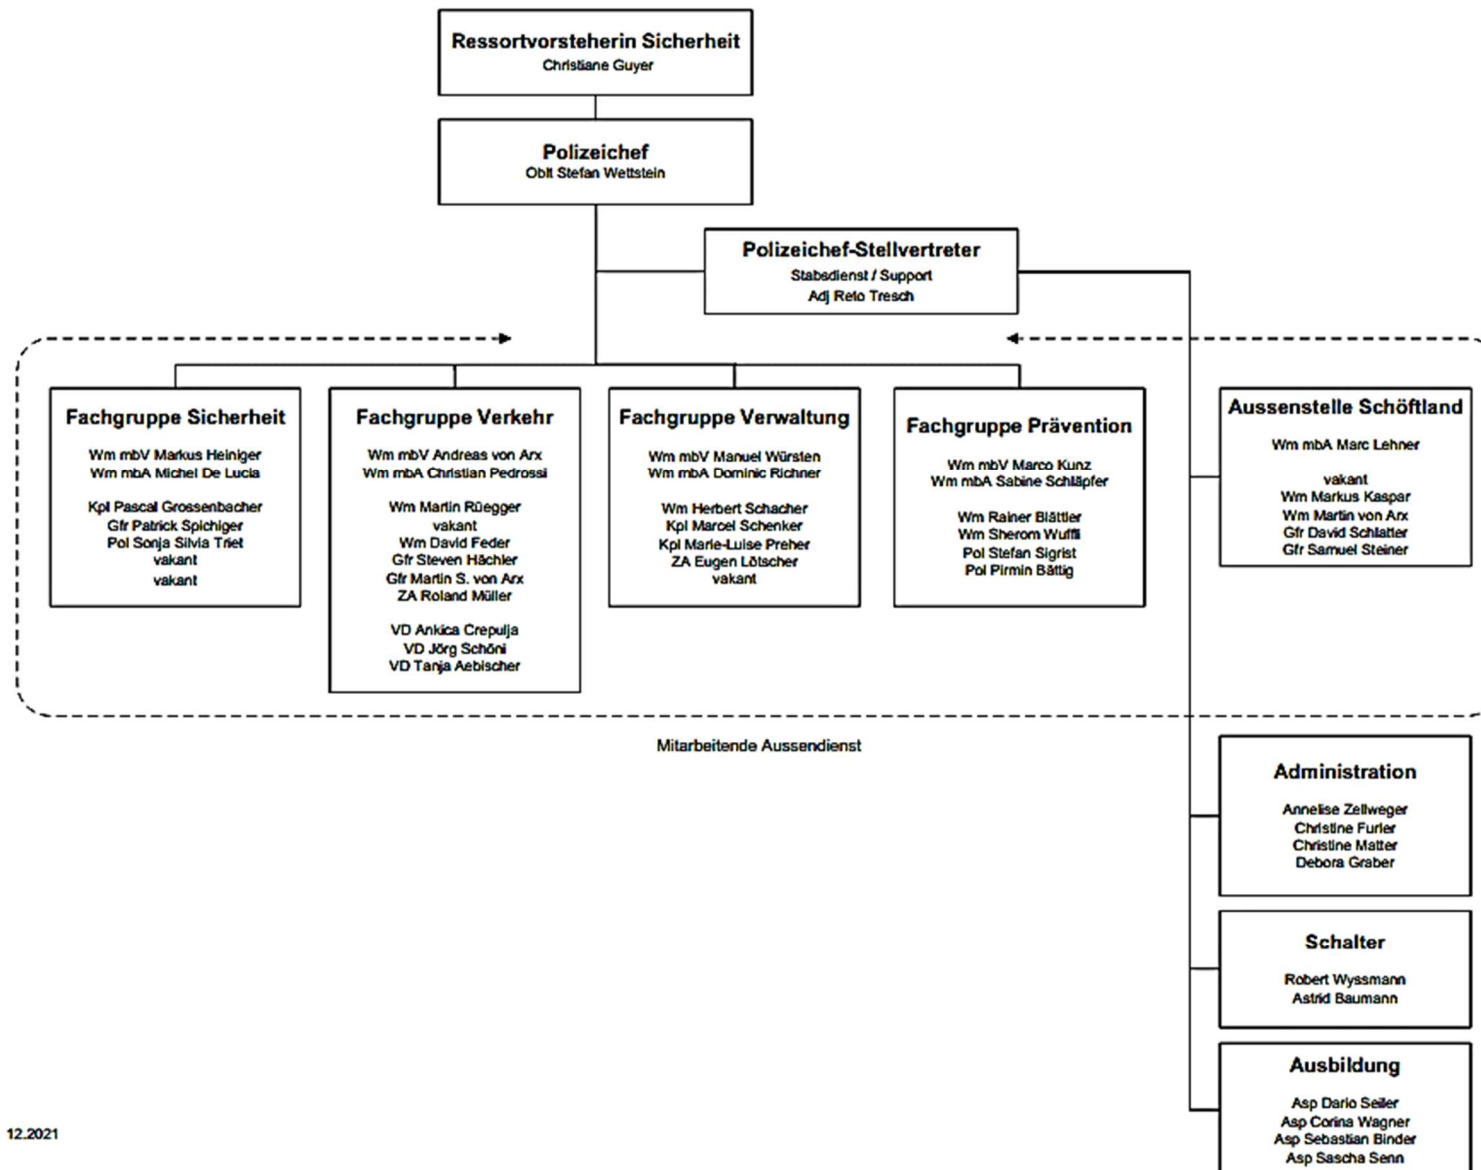 Ressortvorsteherin Sicherheit
Christiane Guyer
Polizeichef
Oblt Stefan Wettstein
Polizeichef-Stellvertreter
Stabsdienst / Support
Adj Reto Tresch
Fachgruppe Sicherheit
Wm mbV Markus Heiniger
Wm mbA Michel De Lucia
Kpl Pascal Grossenbacher
Gfr Patrick Spichiger
Pol Sonja Silvia Triet
vakant
vakant
Fachgruppe Verkehr
Wm mbV Andreas von Arx
Wm mbA Christian Pedrossi
Wm Martin Rüegger
vakant
Wm David Feder
Gfr Steven Hächler
Gfr Martin S. von Arx
ZA Roland Müller
VD Ankica Crepulja
VD Jörg Schöni
VD Tanja Aebischer
Fachgruppe Verwaltung
Wm mbV Manuel Würsten
Wm mbA Dominic Richner
Wm Herbert Schacher
Kpl Marcel Schenker
Kpl Marie-Luise Preher
ZA Eugen Lötscher
vakant
Fachgruppe Prävention
Wm mbV Marco Kunz
Wm mbA Sabine Schläpfer
Wm Rainer Blättler
Wm Sherom Wuffli
Pol Stefan Sigrist
Pol Pirmin Bättig
Aussenstelle Schöftland
Wm mbA Marc Lehner
vakant
Wm Markus Kaspar
Wm Martin von Arx
Gfr David Schlatter
Gfr Samuel Steiner
Mitarbeitende Aussendienst
Administration
Annelise Zellweger
Christine Furler
Christine Matter
Debora Graber
Schalter
Robert Wyssmann
Astrid Baumann
Ausbildung
Asp Dario Seiler
Asp Corina Wagner
Asp Sebastian Binder
Asp Sascha Senn
12.2021